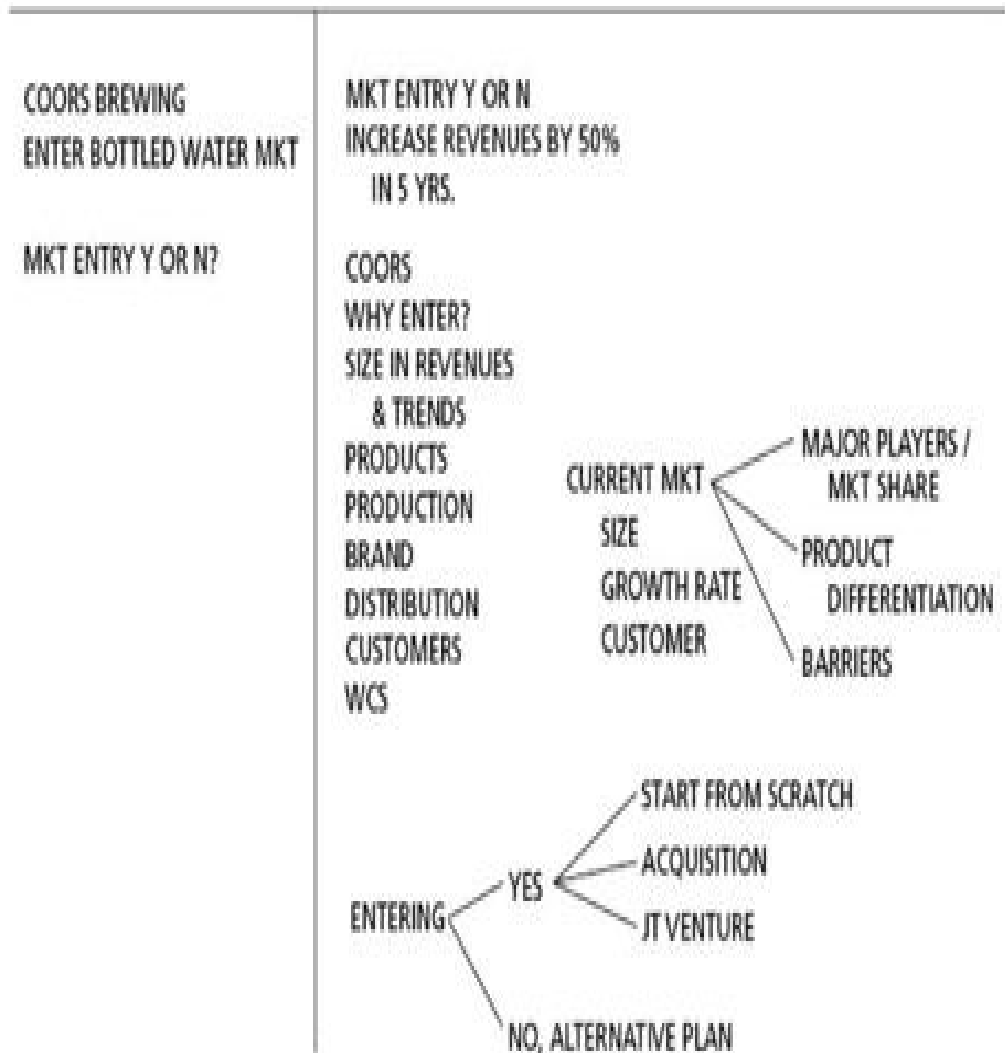 COORS BREWING
ENTER BOTTLED WATER MKT
MKT ENTRY Y OR N?
MKT ENTRY Y OR N
INCREASE REVENUES BY 50%
IN 5 YRS.
COORS
WHY ENTER?
SIZE IN REVENUES
& TRENDS
PRODUCTS
PRODUCTION
BRAND
DISTRIBUTION
CUSTOMERS
WCS
CURRENT MKT
SIZE
GROWTH RATE
CUSTOMER
MAJOR PLAYERS /
MKT SHARE
PRODUCT
DIFFERENTIATION
BARRIERS
ENTERING
YES
START FROM SCRATCH
ACQUISITION
JT VENTURE
NO, ALTERNATIVE PLAN